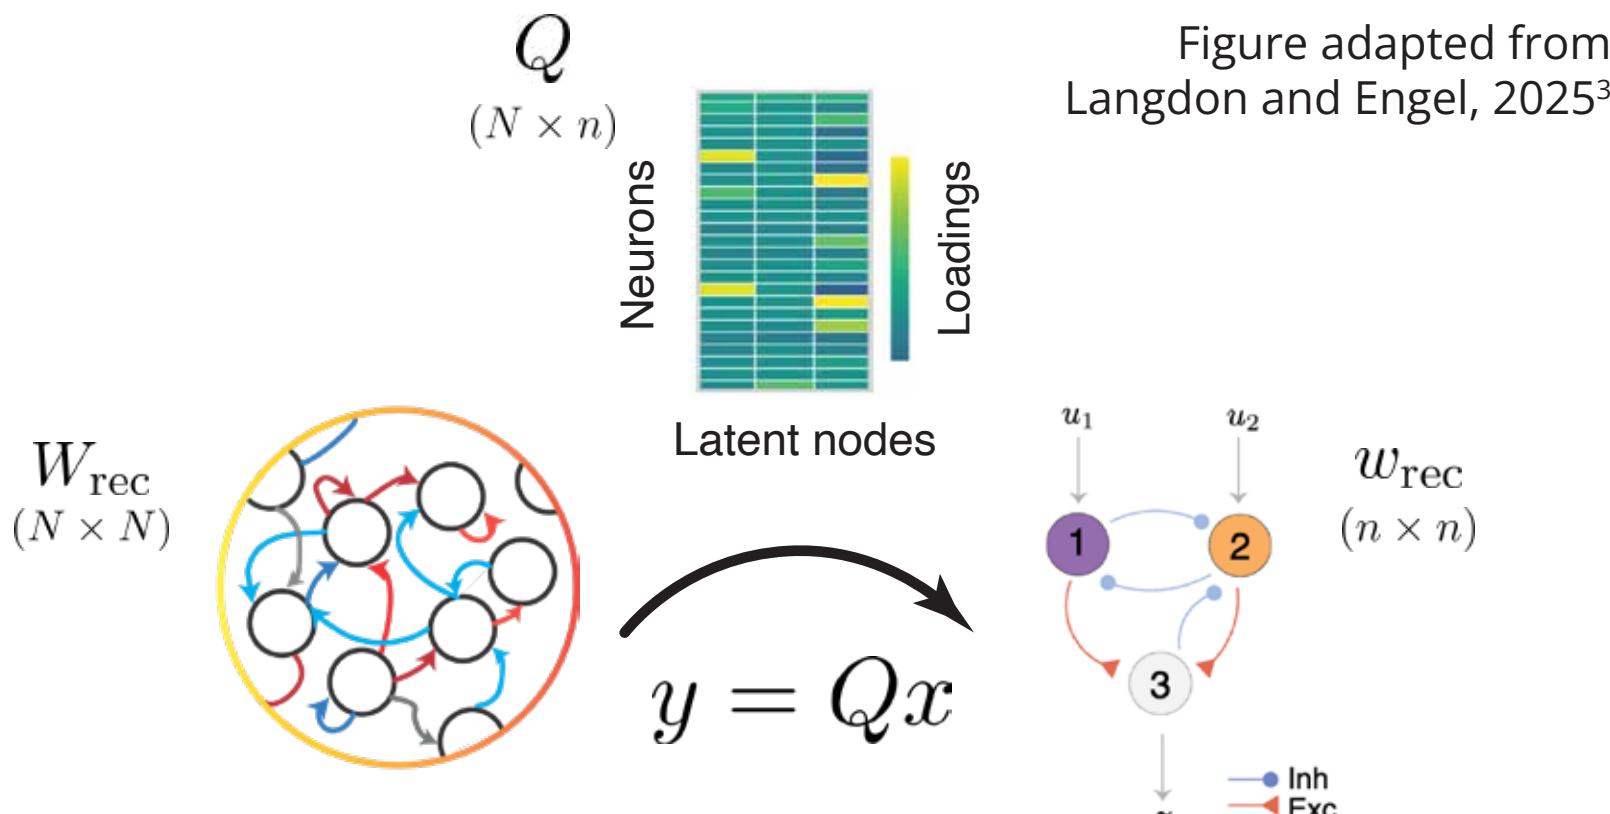 Q
(N × n)
Figure adapted from
Langdon and Engel, 2025³
Neurons
Loadings
Latent nodes
W_rec
(N × N)
y = Qx
u₁
u₂
w_rec
(n × n)
1
2
3
Inh
Exc